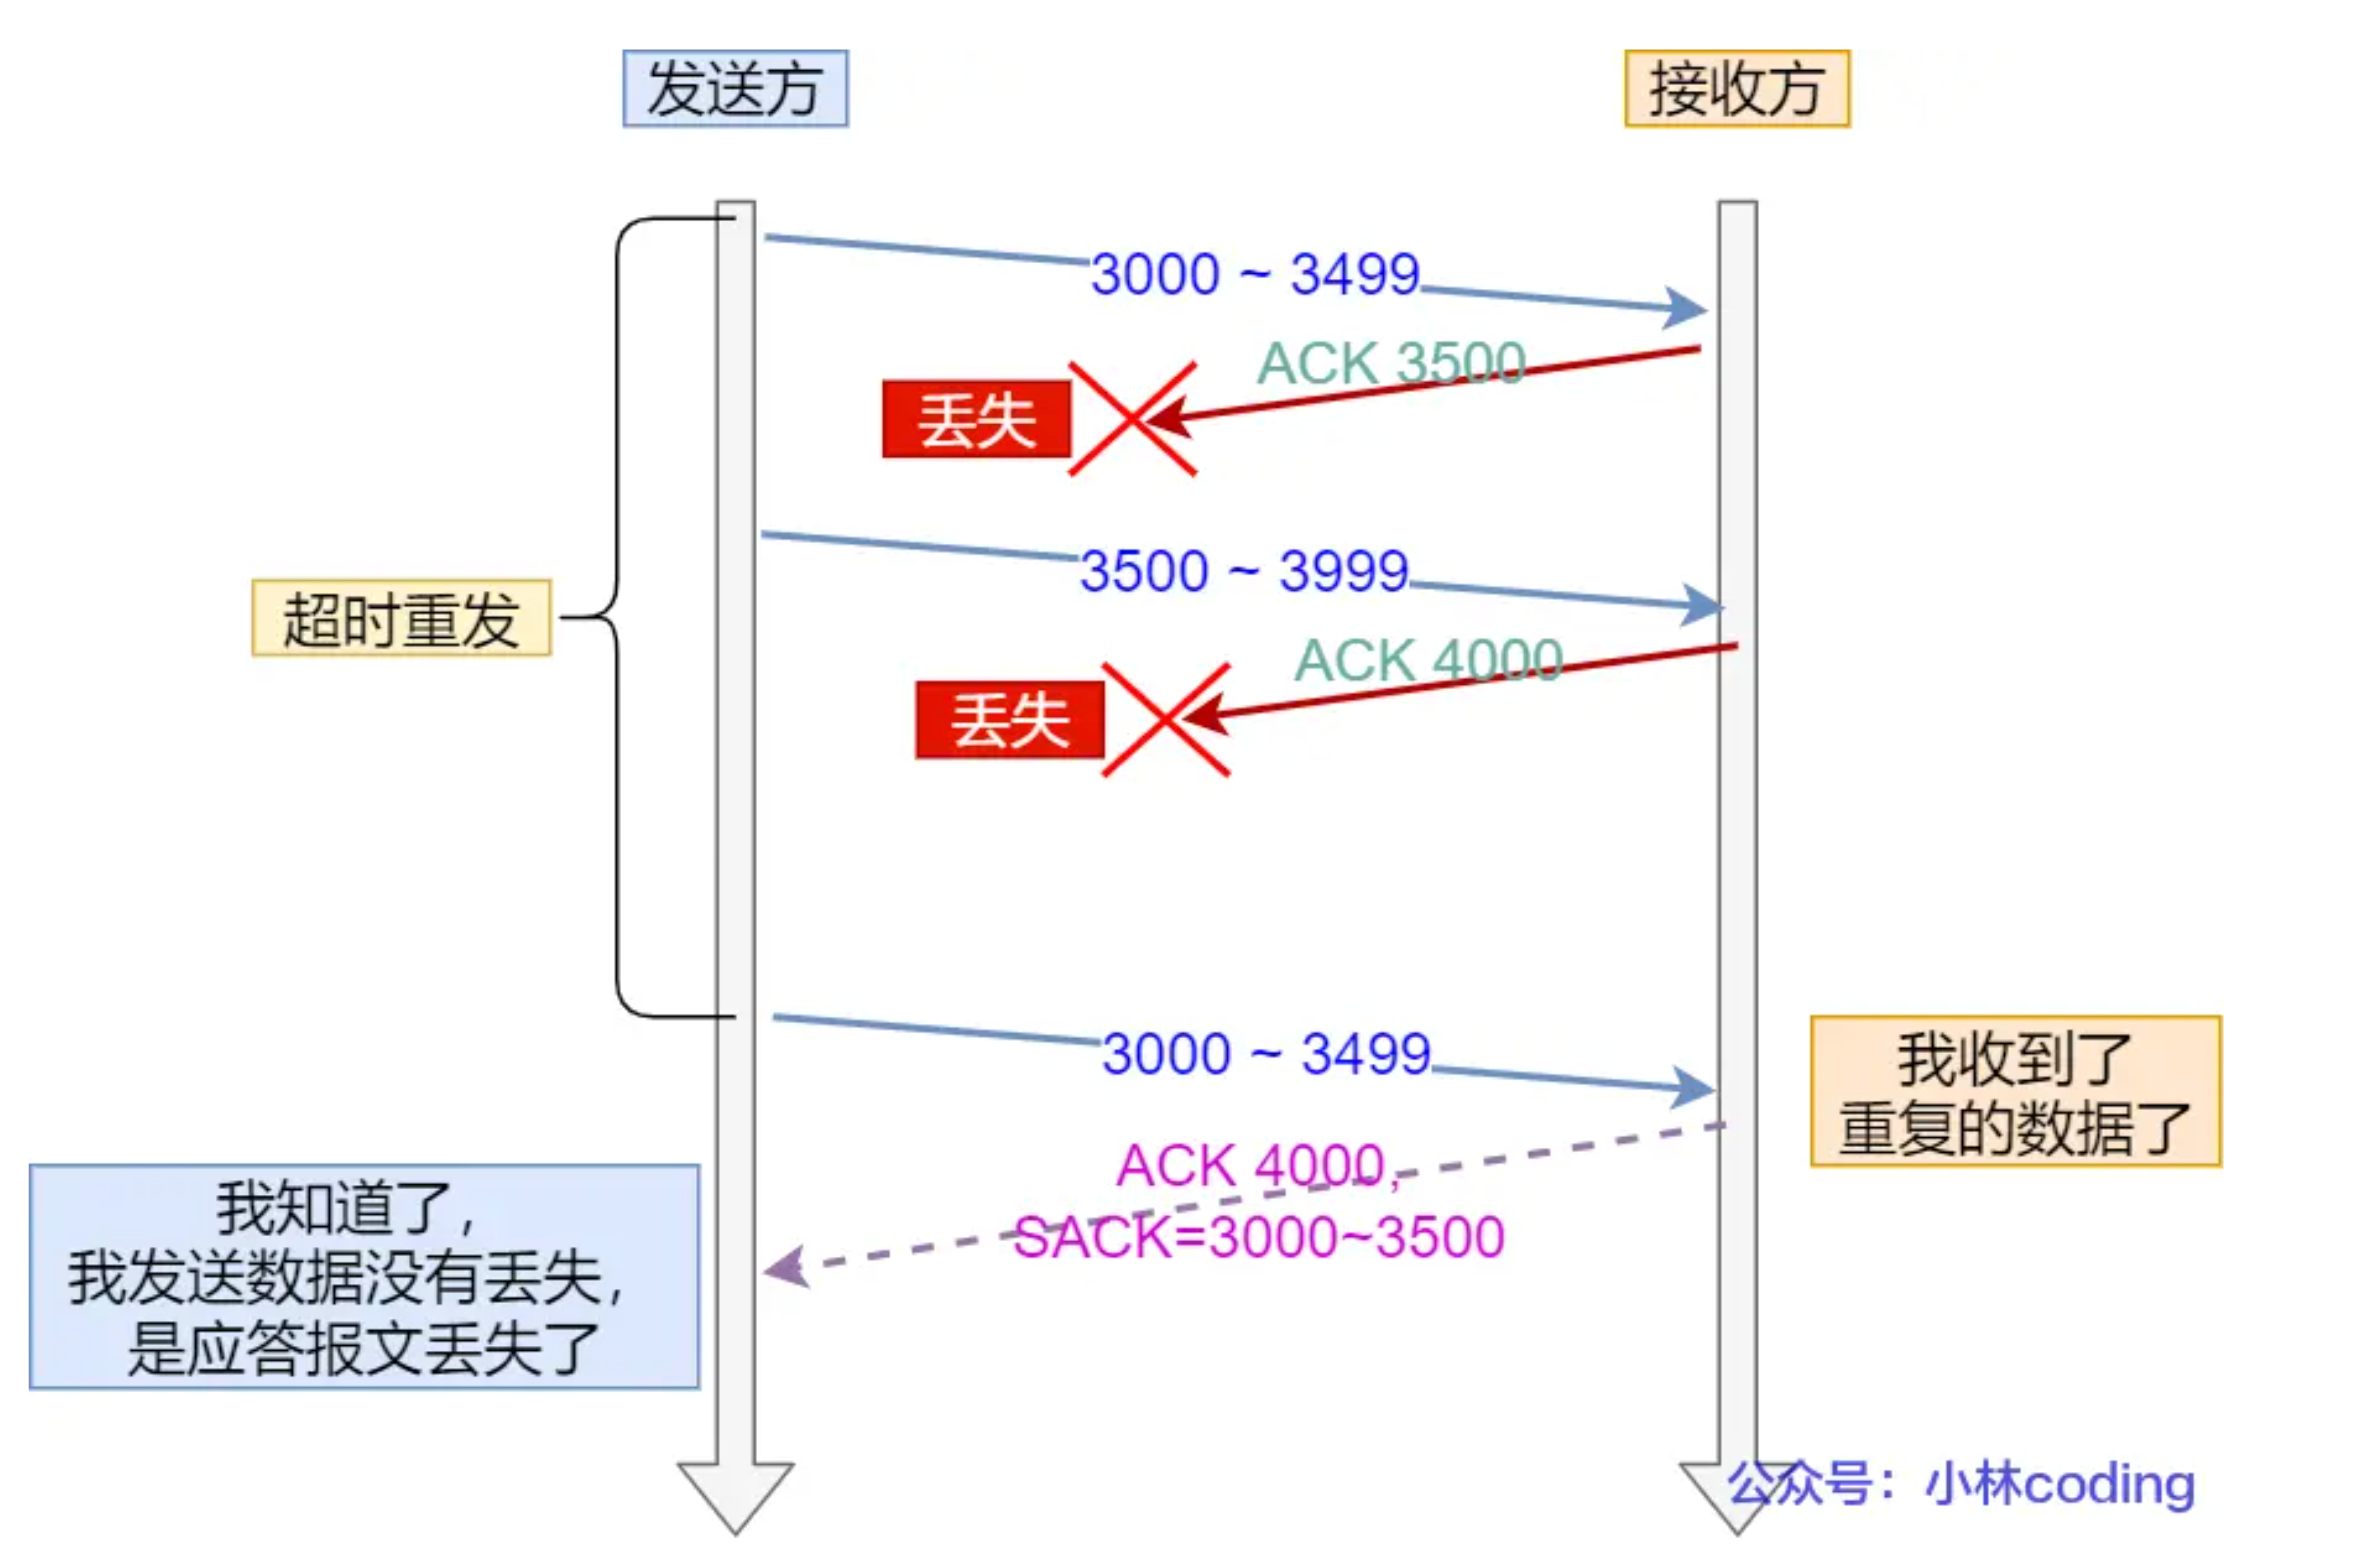 发送方
接收方
3000 ~ 3499
ACK 3500
丢失
3500 ~ 3999
超时重发
ACK 4000
丢失
3000 ~ 3499
我收到了
重复的数据了
ACK 4000,
SACK=3000~3500
我知道了，
我发送数据没有丢失，
是应答报文丢失了
公众号：小林coding